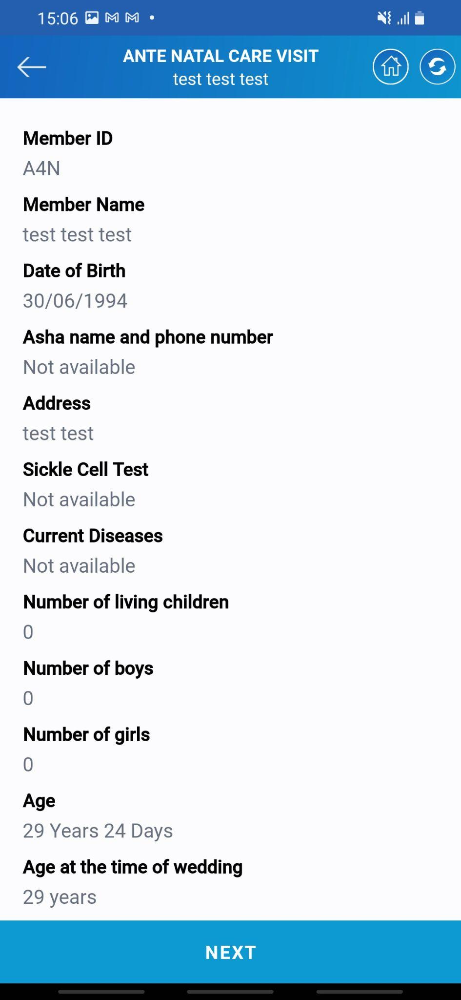 15:06
ANTE NATAL CARE VISIT
test test test
Member ID
A4N
Member Name
test test test
Date of Birth
30/06/1994
Asha name and phone number
Not available
Address
test test
Sickle Cell Test
Not available
Current Diseases
Not available
Number of living children
0
Number of boys
0
Number of girls
0
Age
29 Years 24 Days
Age at the time of wedding
29 years
NEXT